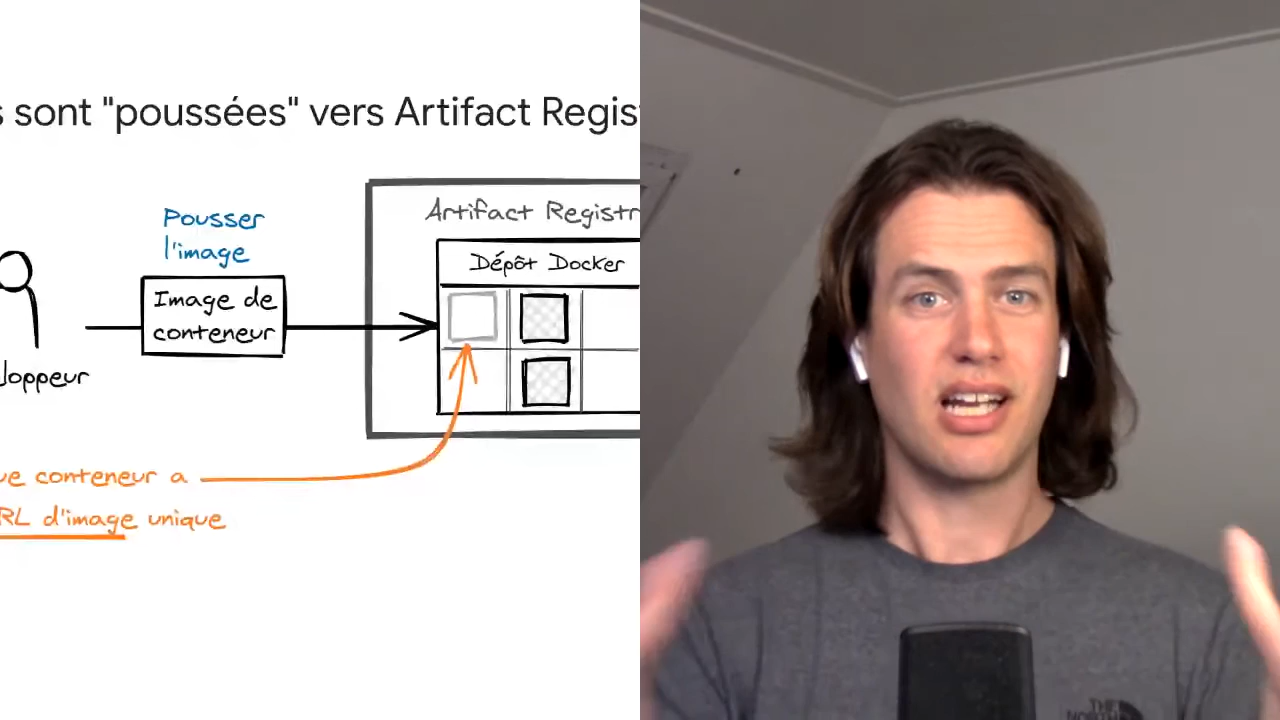 s sont "poussées" vers Artifact Regis
Pousser
l'image
Image de
conteneur
loppeur
Artifact Registr
Dépôt Docker
ue conteneur a
RL d'image unique
THE